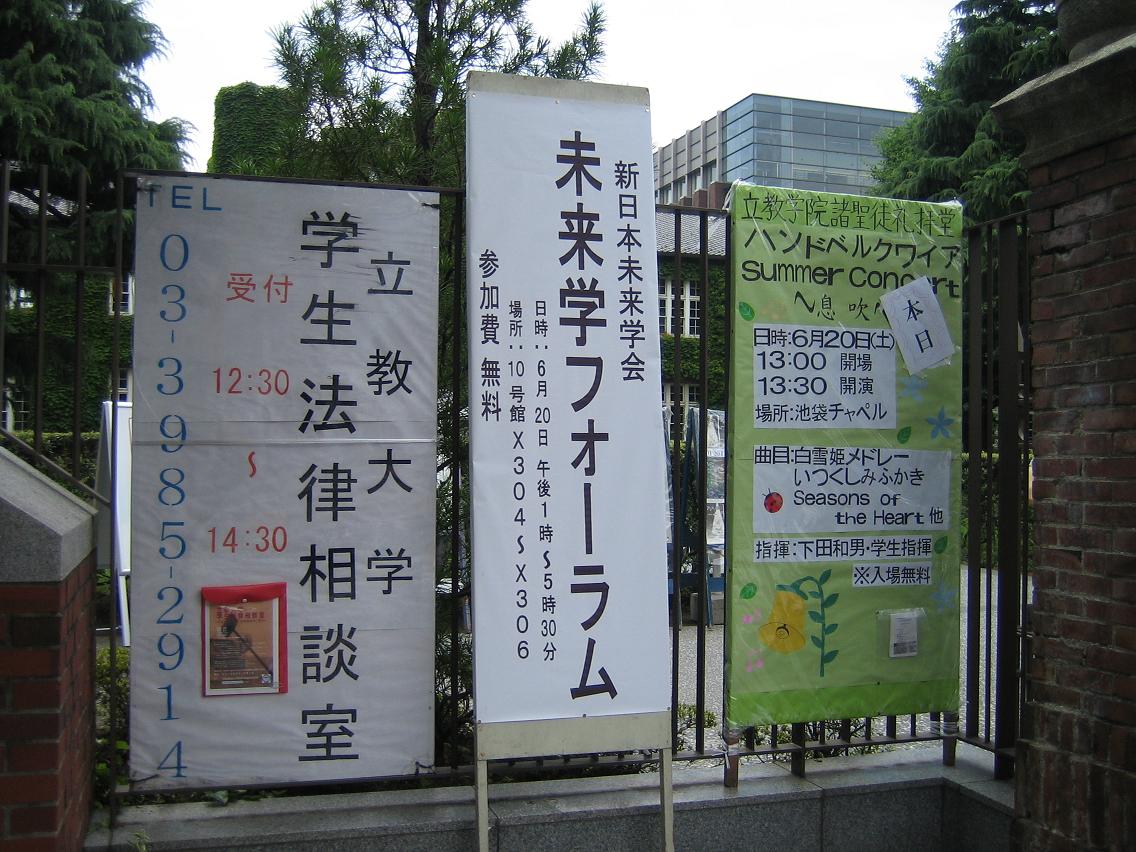 TEL
03-3985-2914
受付
12:30
~
14:30
学生法律相談室
立教大学
新日本未来学会
未来学フォーラム
日時:6月20日 午後1時~5時30分
場所:10号館X304~X306
参加費 無料
立教学院諸聖徒礼拝堂
ハンドベルクワイア
summer concert
~息吹~
本日
日時:6月20日(土)
13:00 開場
13:30 開演
場所:池袋チャペル
曲目:白雪姫メドレー
いつくしみふかき
Seasons of
the Heart 他
指揮:下田和男・学生指揮
※入場無料